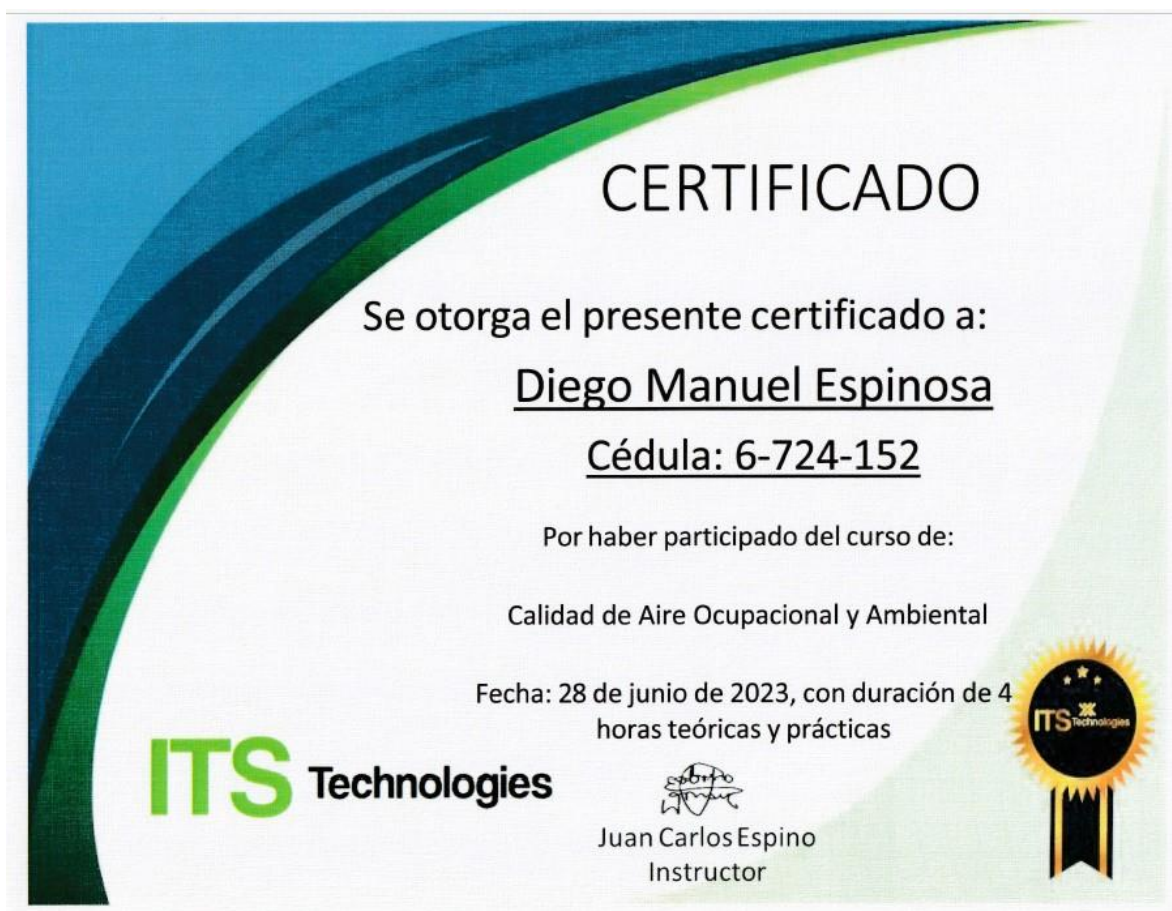 CERTIFICADO
Se otorga el presente certificado a:
Diego Manuel Espinosa
Cédula: 6-724-152
Por haber participado del curso de:
Calidad de Aire Ocupacional y Ambiental
Fecha: 28 de junio de 2023, con duración de 4
horas teóricas y prácticas
ITS Technologies
Juan Carlos Espino
Instructor
ITS Technologies